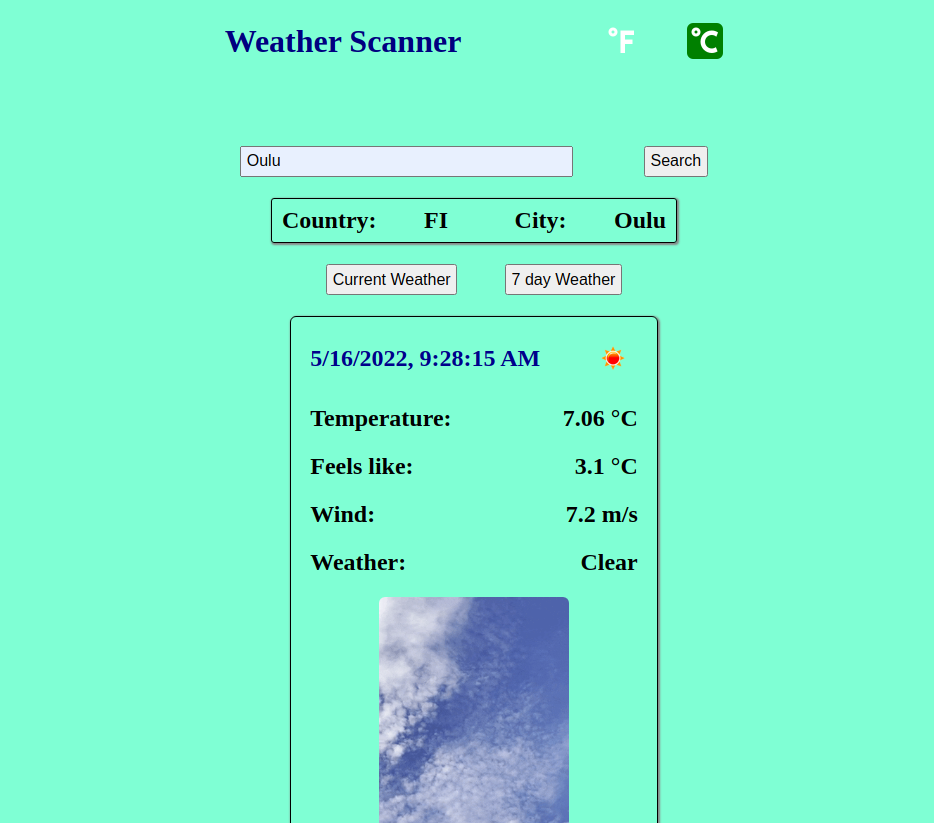 Weather Scanner °F °C
Oulu Search
Country: FI City: Oulu
Current Weather 7 day Weather
5/16/2022, 9:28:15 AM
Temperature: 7.06 °C
Feels like: 3.1 °C
Wind: 7.2 m/s
Weather: Clear